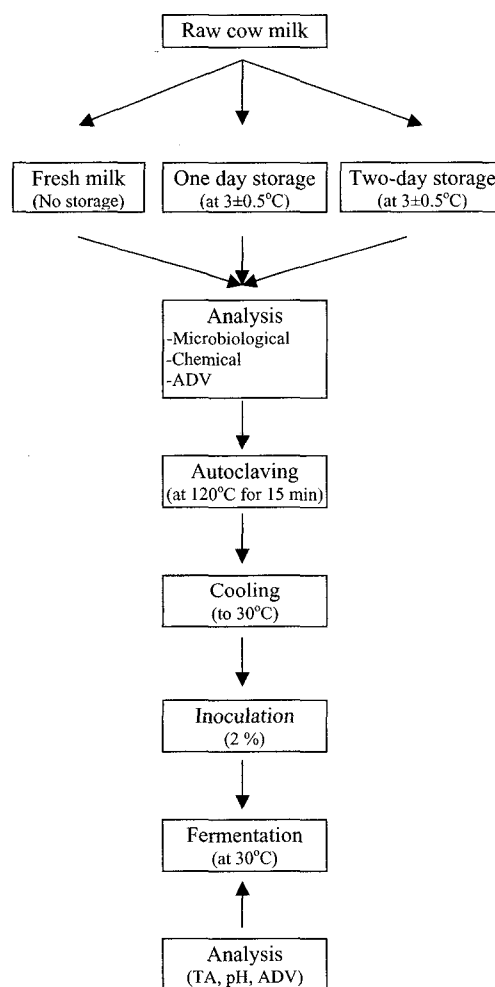 Raw cow milk
Fresh milk
(No storage)
One day storage
(at 3±0.5°C)
Two-day storage
(at 3±0.5°C)
Analysis
-Microbiological
-Chemical
-ADV
Autoclaving
(at 120°C for 15 min)
Cooling
(to 30°C)
Inoculation
(2 %)
Fermentation
(at 30°C)
Analysis
(TA, pH, ADV)